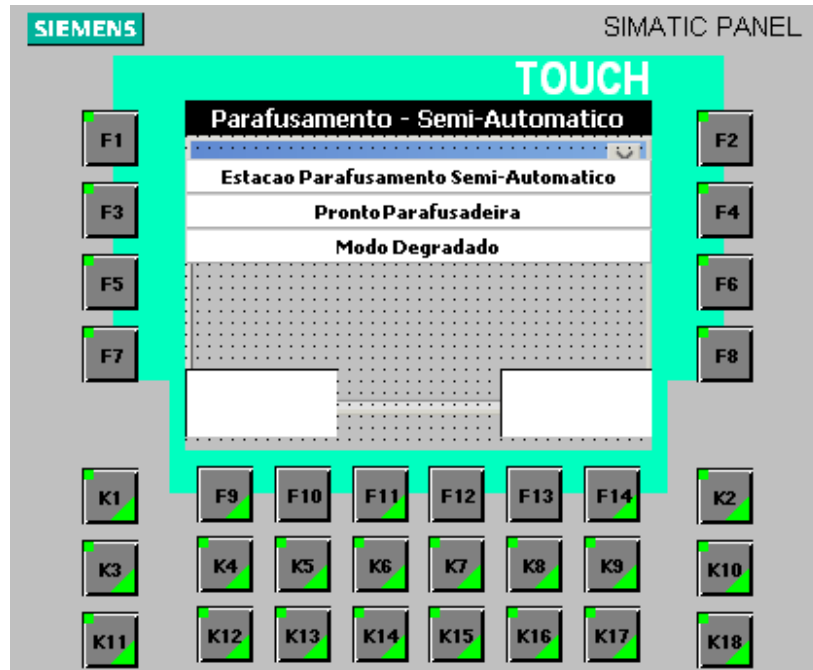 SIEMENS SIMATIC PANEL
TOUCH
Parafusamento - Semi-Automatico
F1 F2
Estacao Parafusamento Semi-Automatico
F3 Pronto Parafusadeira F4
Modo Degradado
F5 F6
F7 F8
K1 F9 F10 F11 F12 F13 F14 K2
K3 K4 K5 K6 K7 K8 K9 K10
K11 K12 K13 K14 K15 K16 K17 K18